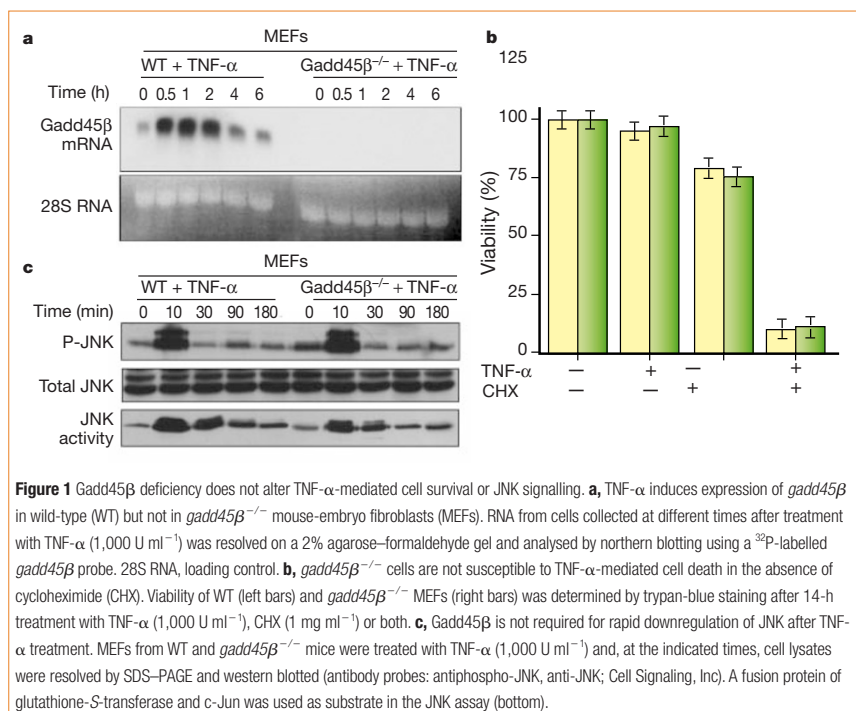 a
MEFs
WT + TNF-α Gadd45β−/− + TNF-α
Time (h) 0 0.5 1 2 4 6 0 0.5 1 2 4 6
Gadd45β
mRNA
28S RNA
b
125
100
75
50
25
0
Viability (%)
TNF-α — + — +
CHX — — + +
c
MEFs
WT + TNF-α Gadd45β−/− + TNF-α
Time (min) 0 10 30 90 180 0 10 30 90 180
P-JNK
Total JNK
JNK
activity
Figure 1 Gadd45β deficiency does not alter TNF-α-mediated cell survival or JNK signalling. a, TNF-α induces expression of gadd45β
in wild-type (WT) but not in gadd45β−/− mouse-embryo fibroblasts (MEFs). RNA from cells collected at different times after treatment
with TNF-α (1,000 U ml−1) was resolved on a 2% agarose–formaldehyde gel and analysed by northern blotting using a 32P-labelled
gadd45β probe. 28S RNA, loading control. b, gadd45β−/− cells are not susceptible to TNF-α-mediated cell death in the absence of
cycloheximide (CHX). Viability of WT (left bars) and gadd45β−/− MEFs (right bars) was determined by trypan-blue staining after 14-h
treatment with TNF-α (1,000 U ml−1), CHX (1 mg ml−1) or both. c, Gadd45β is not required for rapid downregulation of JNK after TNF-
α treatment. MEFs from WT and gadd45β−/− mice were treated with TNF-α (1,000 U ml−1) and, at the indicated times, cell lysates
were resolved by SDS–PAGE and western blotted (antibody probes: antiphospho-JNK, anti-JNK; Cell Signaling, Inc). A fusion protein of
glutathione-S-transferase and c-Jun was used as substrate in the JNK assay (bottom).